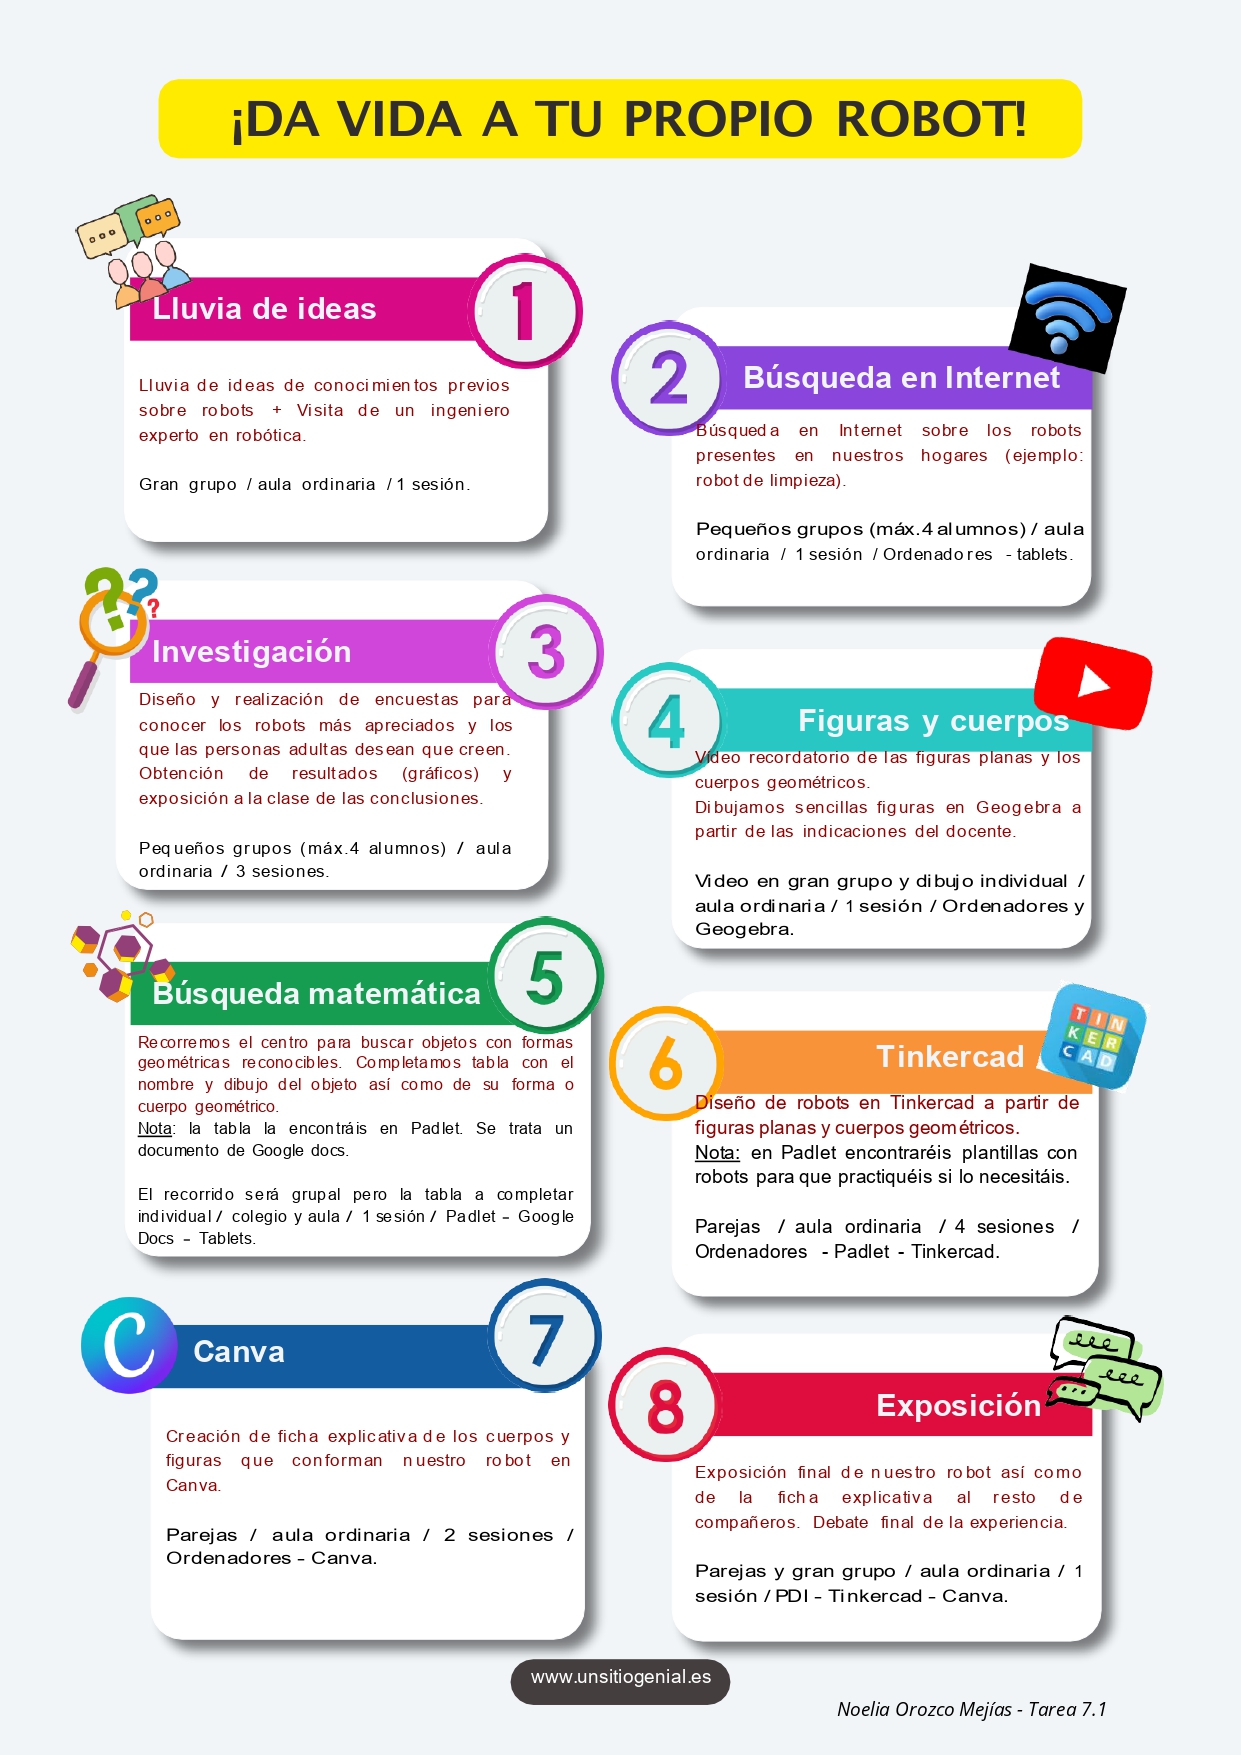 ¡DA VIDA A TU PROPIO ROBOT!
1
Lluvia de ideas
Lluvia de ideas de conocimientos previos
sobre robots + Visita de un ingeniero
experto en robótica.
Gran grupo / aula ordinaria / 1 sesión.
2
Búsqueda en Internet
Búsqueda en Internet sobre los robots
presentes en nuestros hogares (ejemplo:
robot de limpieza).
Pequeños grupos (máx.4 alumnos) / aula
ordinaria / 1 sesión / Ordenadores - tablets.
???
3
Investigación
Diseño y realización de encuestas para
conocer los robots más apreciados y los
que las personas adultas desean que creen.
Obtención de resultados (gráficos) y
exposición a la clase de las conclusiones.
Pequeños grupos (máx.4 alumnos) / aula
ordinaria / 3 sesiones.
4
Figuras y cuerpos
Vídeo recordatorio de las figuras planas y los
cuerpos geométricos.
Dibujamos sencillas figuras en Geogebra a
partir de las indicaciones del docente.
Video en gran grupo y dibujo individual /
aula ordinaria / 1 sesión / Ordenadores y
Geogebra.
5
Búsqueda matemática
Recorremos el centro para buscar objetos con formas
geométricas reconocibles. Completamos tabla con el
nombre y dibujo del objeto así como de su forma o
cuerpo geométrico.
Nota: la tabla la encontráis en Padlet. Se trata un
documento de Google docs.
El recorrido será grupal pero la tabla a completar
individual / colegio y aula / 1 sesión / Padlet – Google
Docs – Tablets.
6
Tinkercad
TIN
KER
CAD
Diseño de robots en Tinkercad a partir de
figuras planas y cuerpos geométricos.
Nota: en Padlet encontraréis plantillas con
robots para que practiquéis si lo necesitáis.
Parejas / aula ordinaria / 4 sesiones /
Ordenadores - Padlet - Tinkercad.
C
7
Canva
Creación de ficha explicativa de los cuerpos y
figuras que conforman nuestro robot en
Canva.
Parejas / aula ordinaria / 2 sesiones /
Ordenadores – Canva.
8
Exposición
Exposición final de nuestro robot así como
de la ficha explicativa al resto de
compañeros. Debate final de la experiencia.
Parejas y gran grupo / aula ordinaria / 1
sesión / PDI – Tinkercad – Canva.
www.unsitiogenial.es
Noelia Orozco Mejías - Tarea 7.1